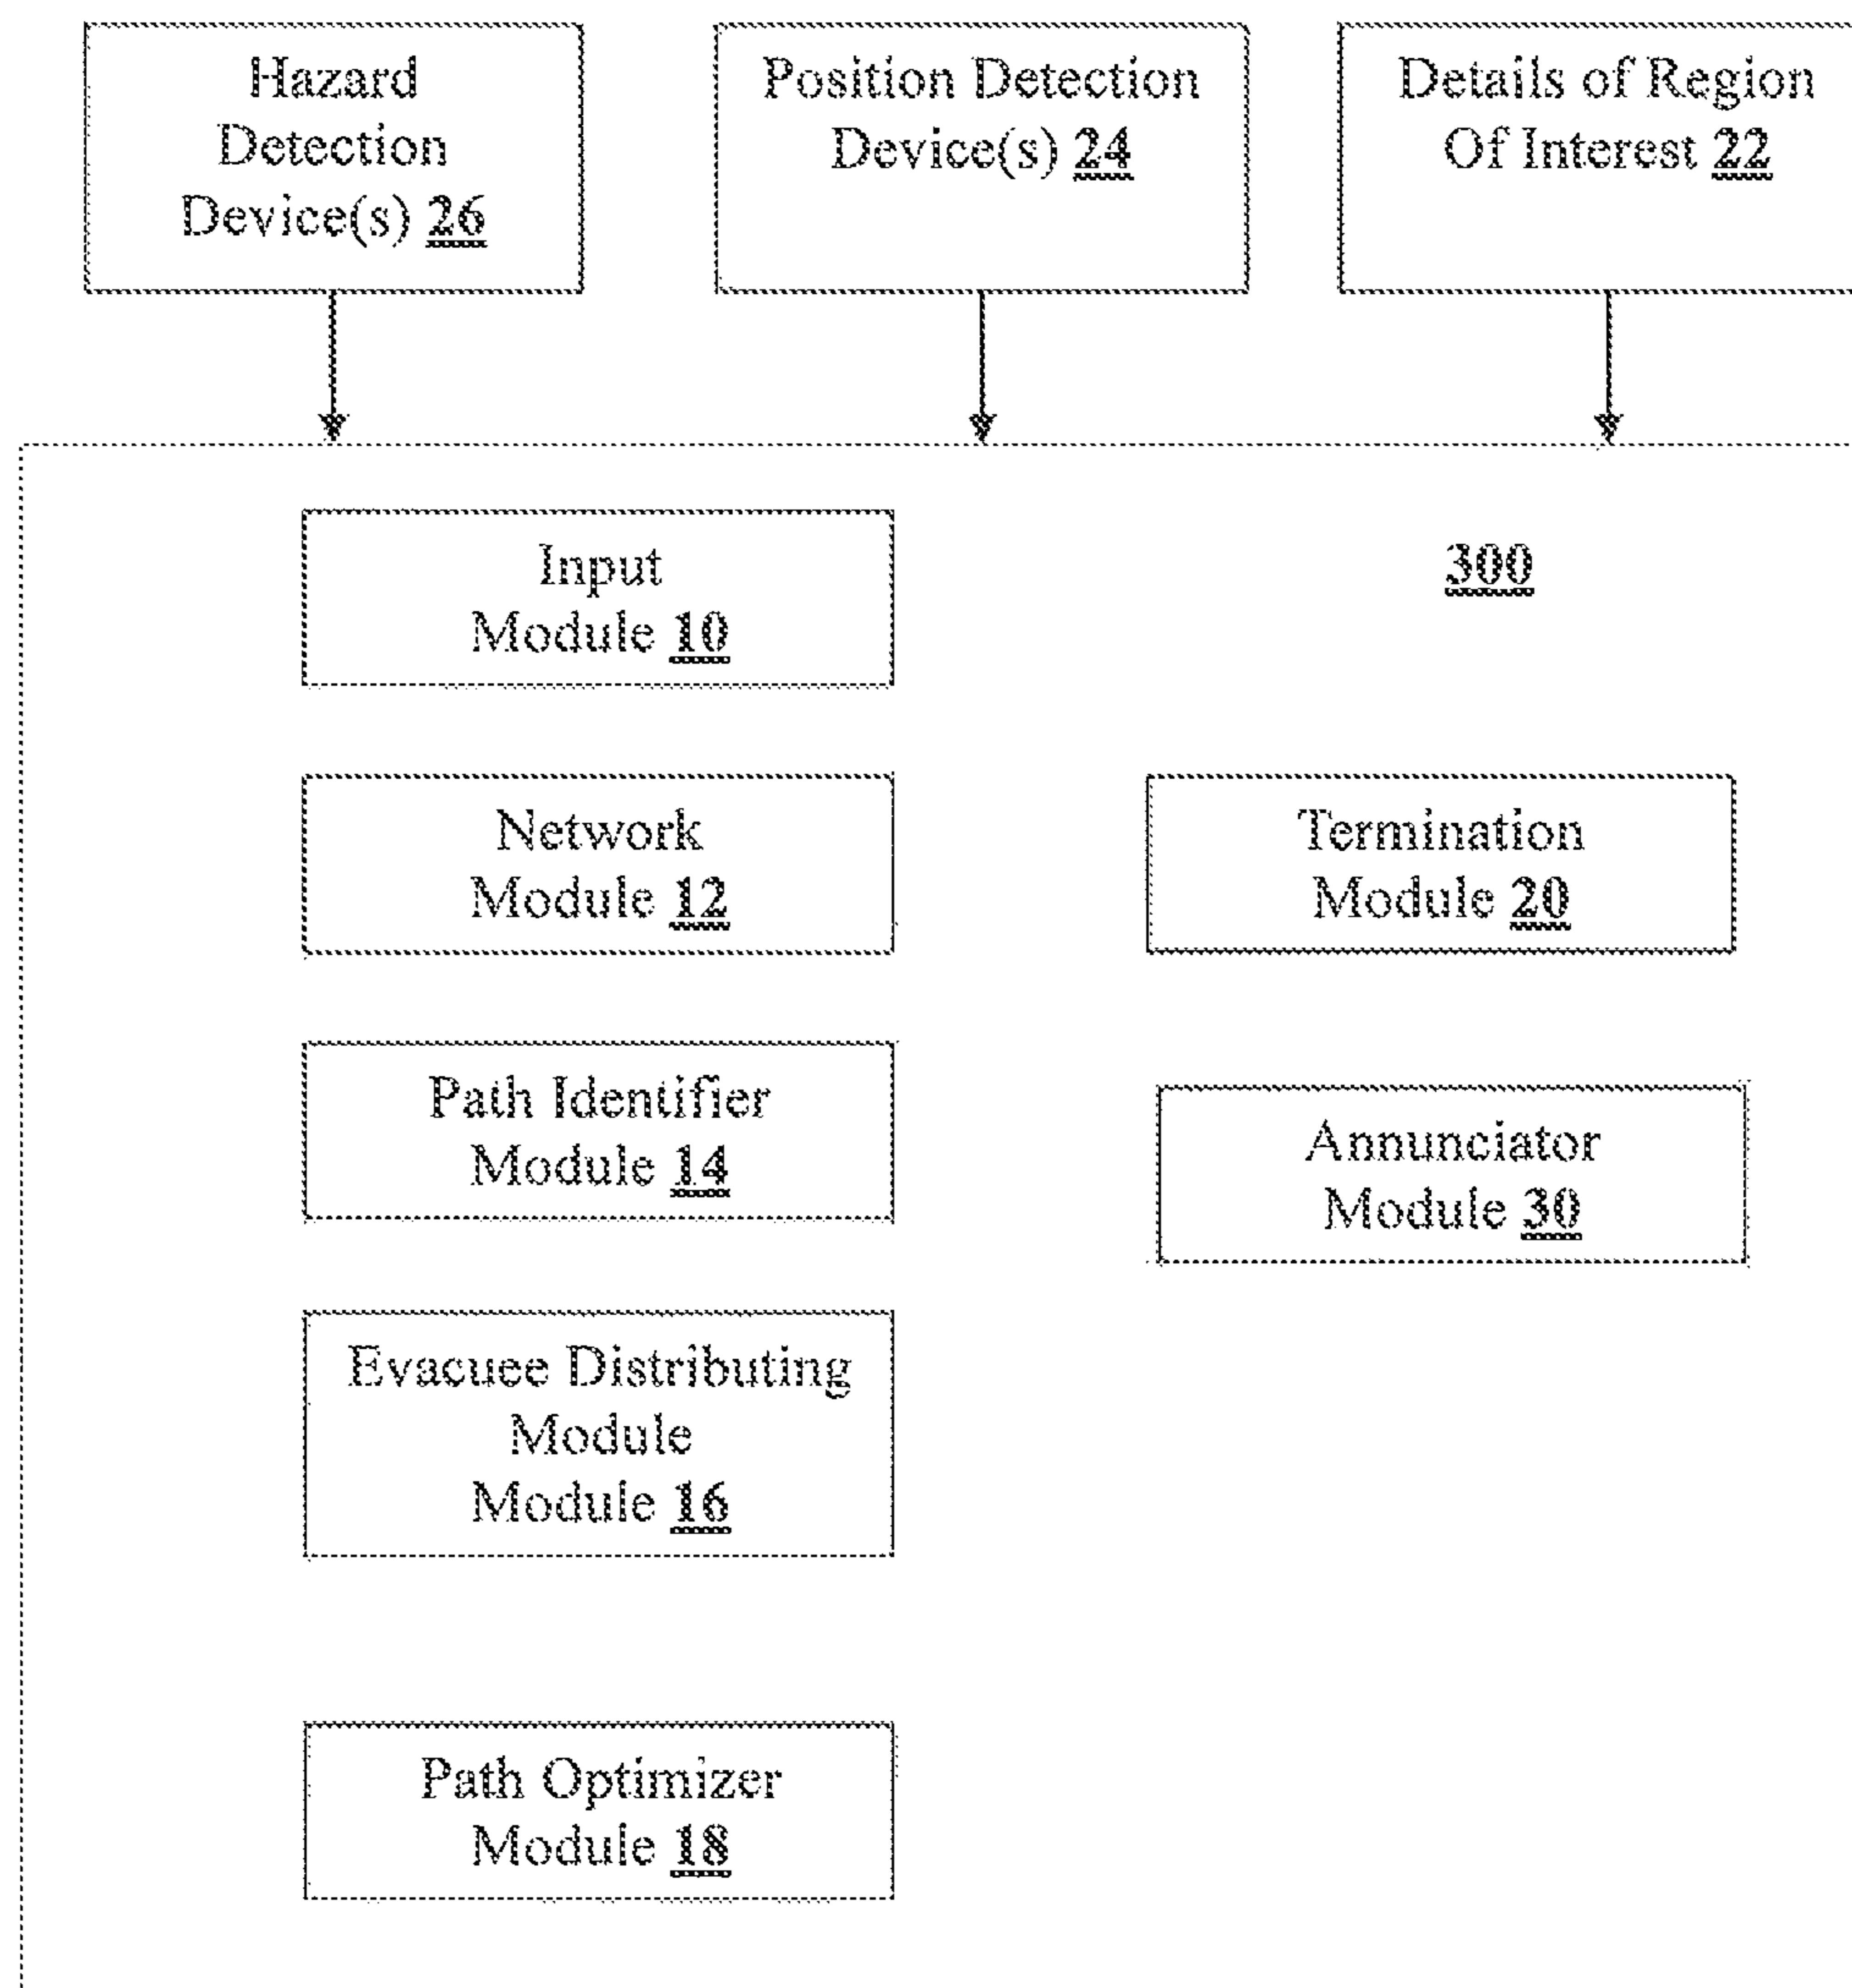 Hazard
Detection
Device(s) 26
Position Detection
Device(s) 24
Details of Region
Of Interest 22
Input
Module 10
300
Network
Module 12
Termination
Module 20
Path Identifier
Module 14
Annunciator
Module 30
Evacuee Distributing
Module
Module 16
Path Optimizer
Module 18